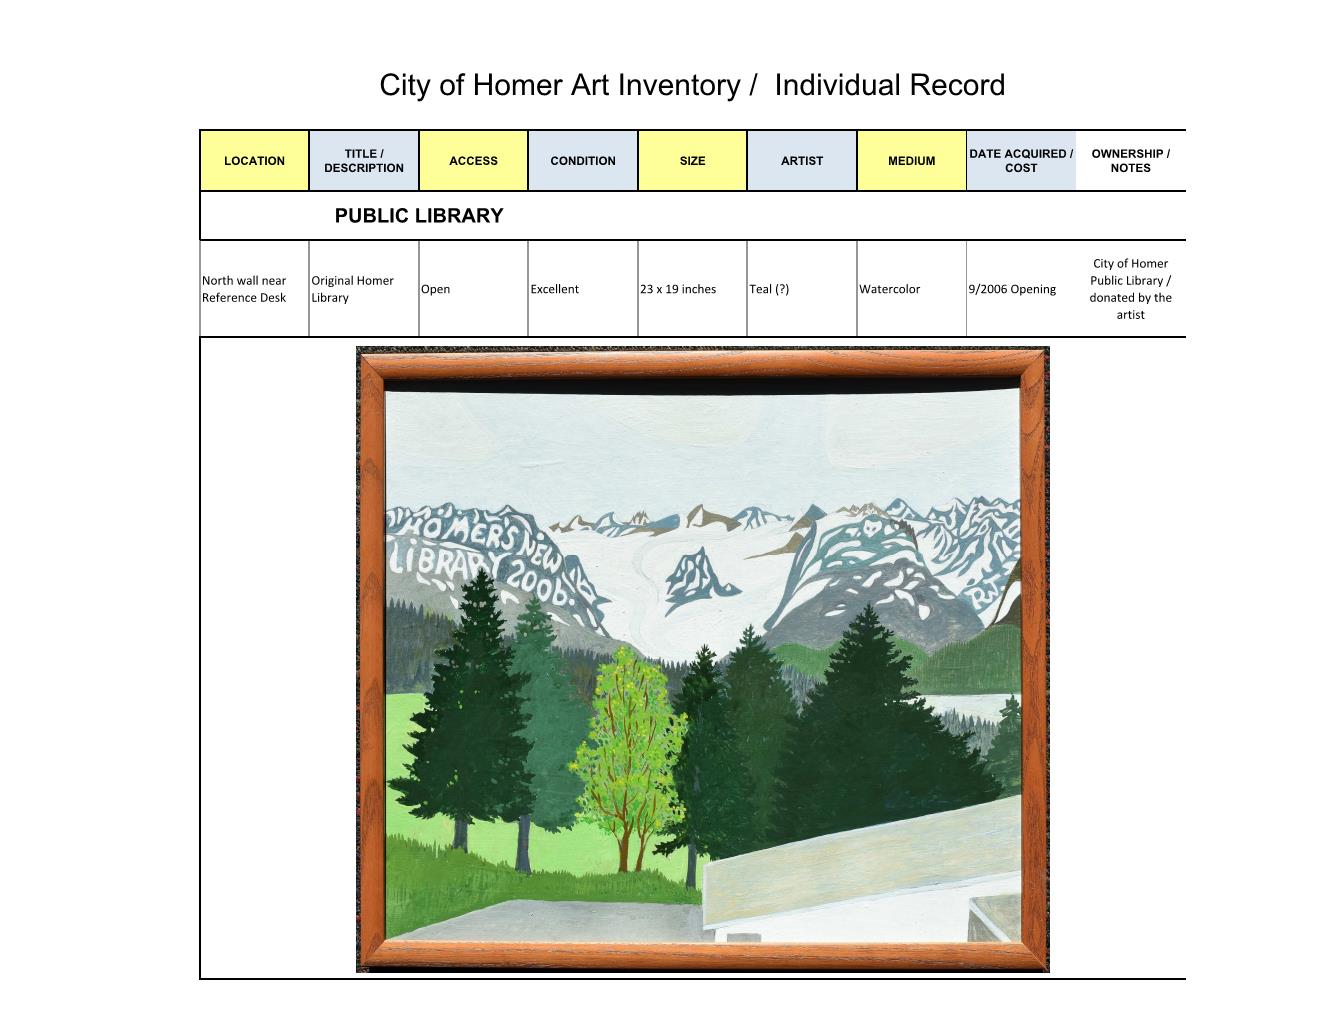 City of Homer Art Inventory / Individual Record
LOCATION
TITLE / DESCRIPTION
ACCESS
CONDITION
SIZE
ARTIST
MEDIUM
DATE ACQUIRED / COST
OWNERSHIP / NOTES
PUBLIC LIBRARY
North wall near
Reference Desk
Original Homer
Library
Open
Excellent
23 x 19 inches
Teal (?)
Watercolor
9/2006 Opening
City of Homer
Public Library /
donated by the
artist
HOMER'S NEW
LiBRARY 2006.